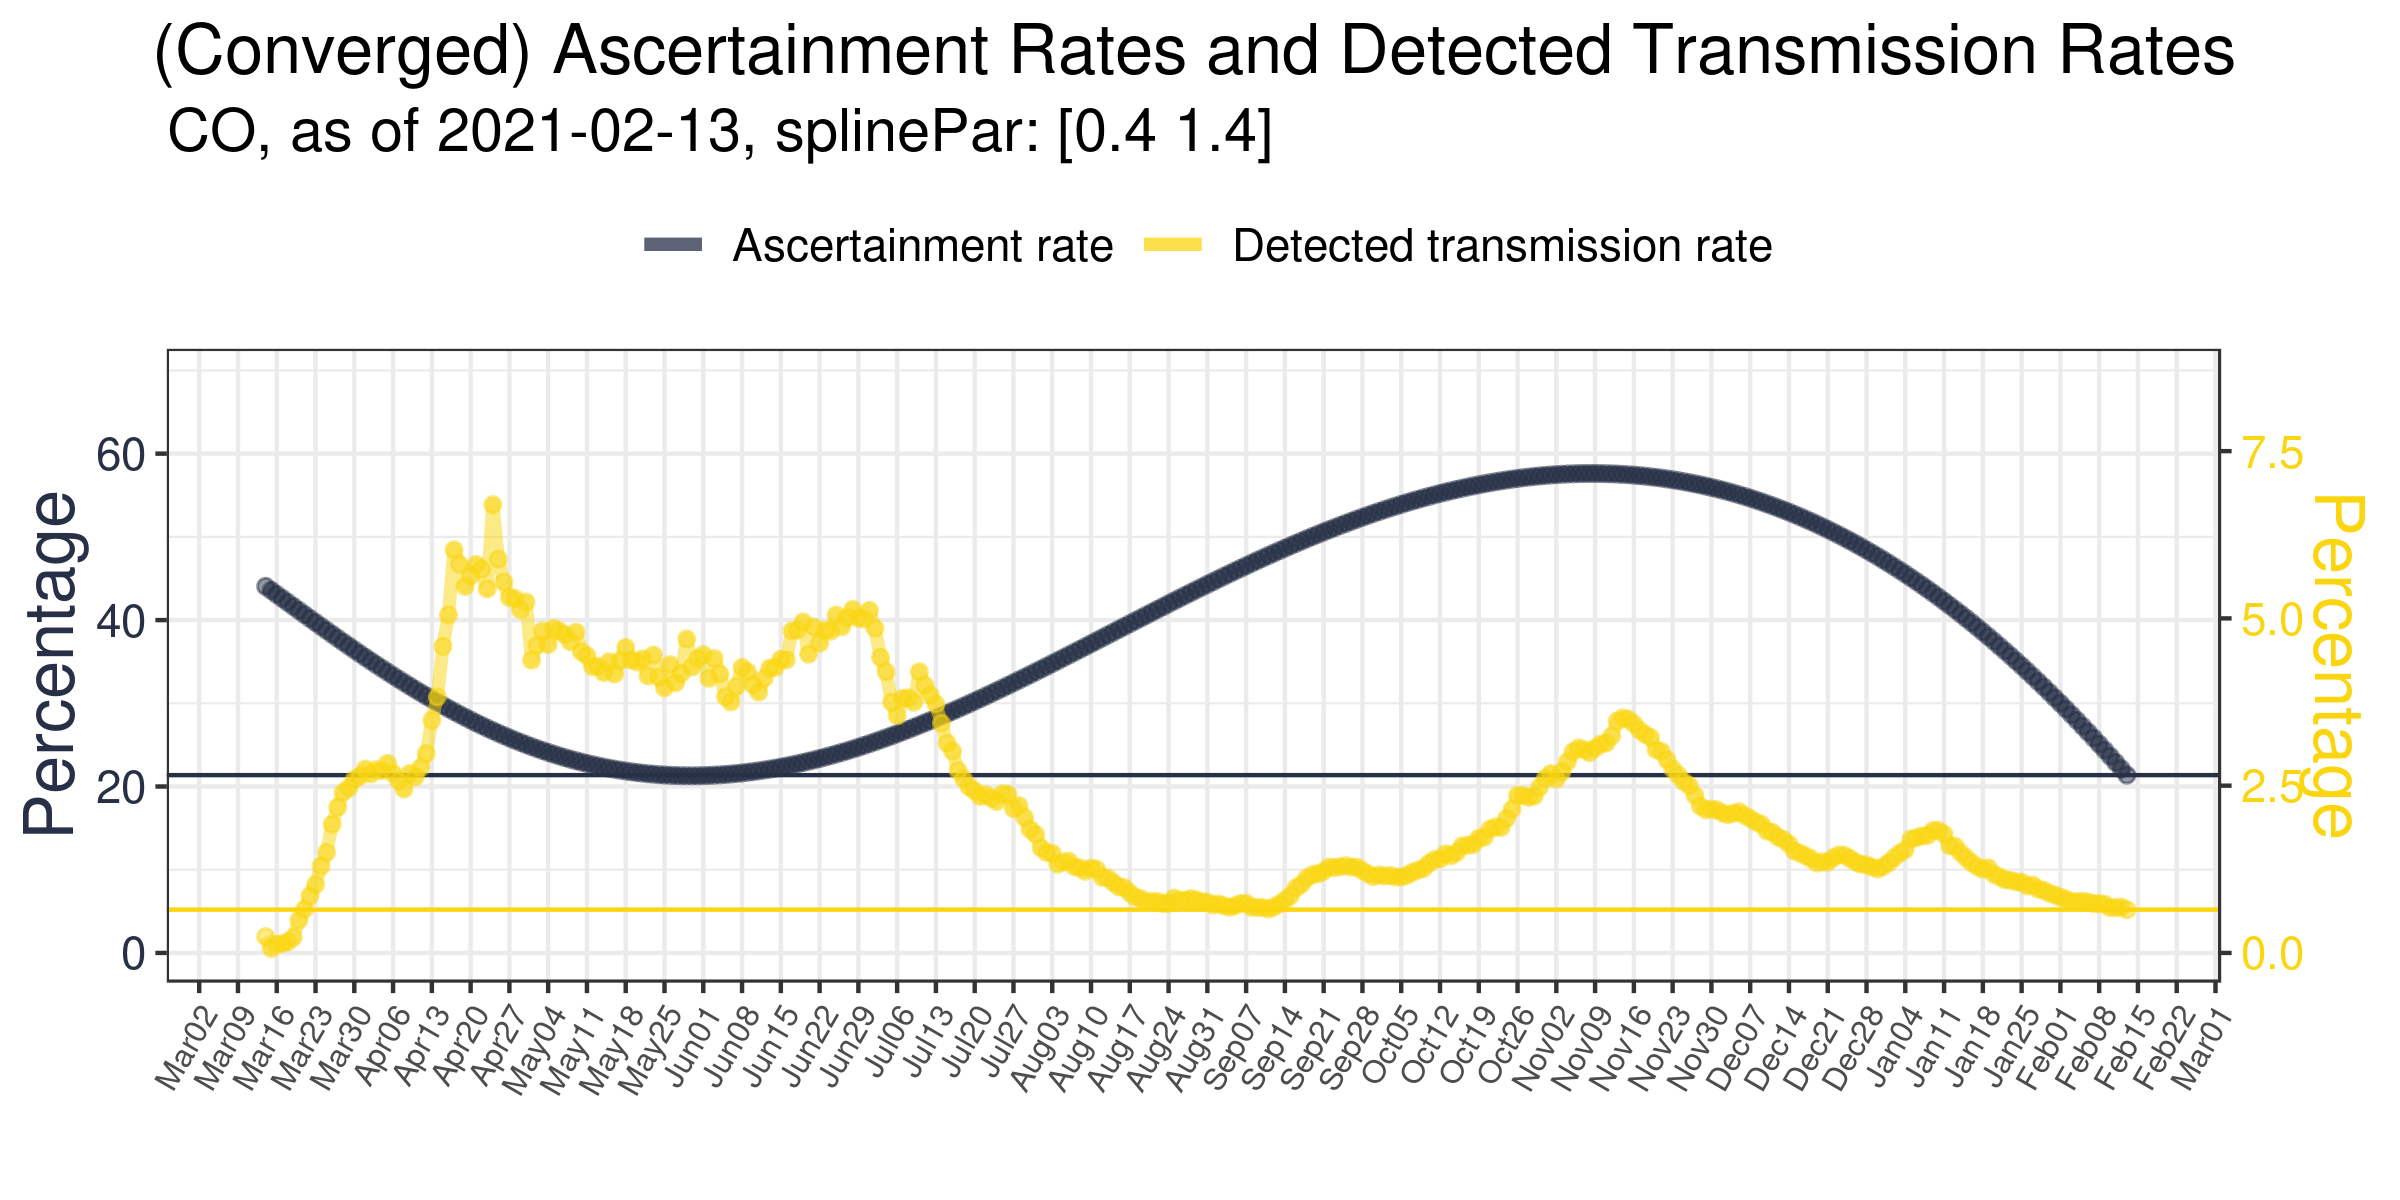 (Converged) Ascertainment Rates and Detected Transmission Rates
CO, as of 2021-02-13, splinePar: [0.4 1.4]
Ascertainment rate
Detected transmission rate
Percentage
60
40
20
0
7.5
5.0
2.5
0.0
Percentage
Mar02
Mar09
Mar16
Mar23
Mar30
Apr06
Apr13
Apr20
Apr27
May04
May11
May18
May25
Jun01
Jun08
Jun15
Jun22
Jun29
Jul06
Jul13
Jul20
Jul27
Aug03
Aug10
Aug17
Aug24
Aug31
Sep07
Sep14
Sep21
Sep28
Oct05
Oct12
Oct19
Oct26
Nov02
Nov09
Nov16
Nov23
Nov30
Dec07
Dec14
Dec21
Dec28
Jan04
Jan11
Jan18
Jan25
Feb01
Feb08
Feb15
Feb22
Mar01